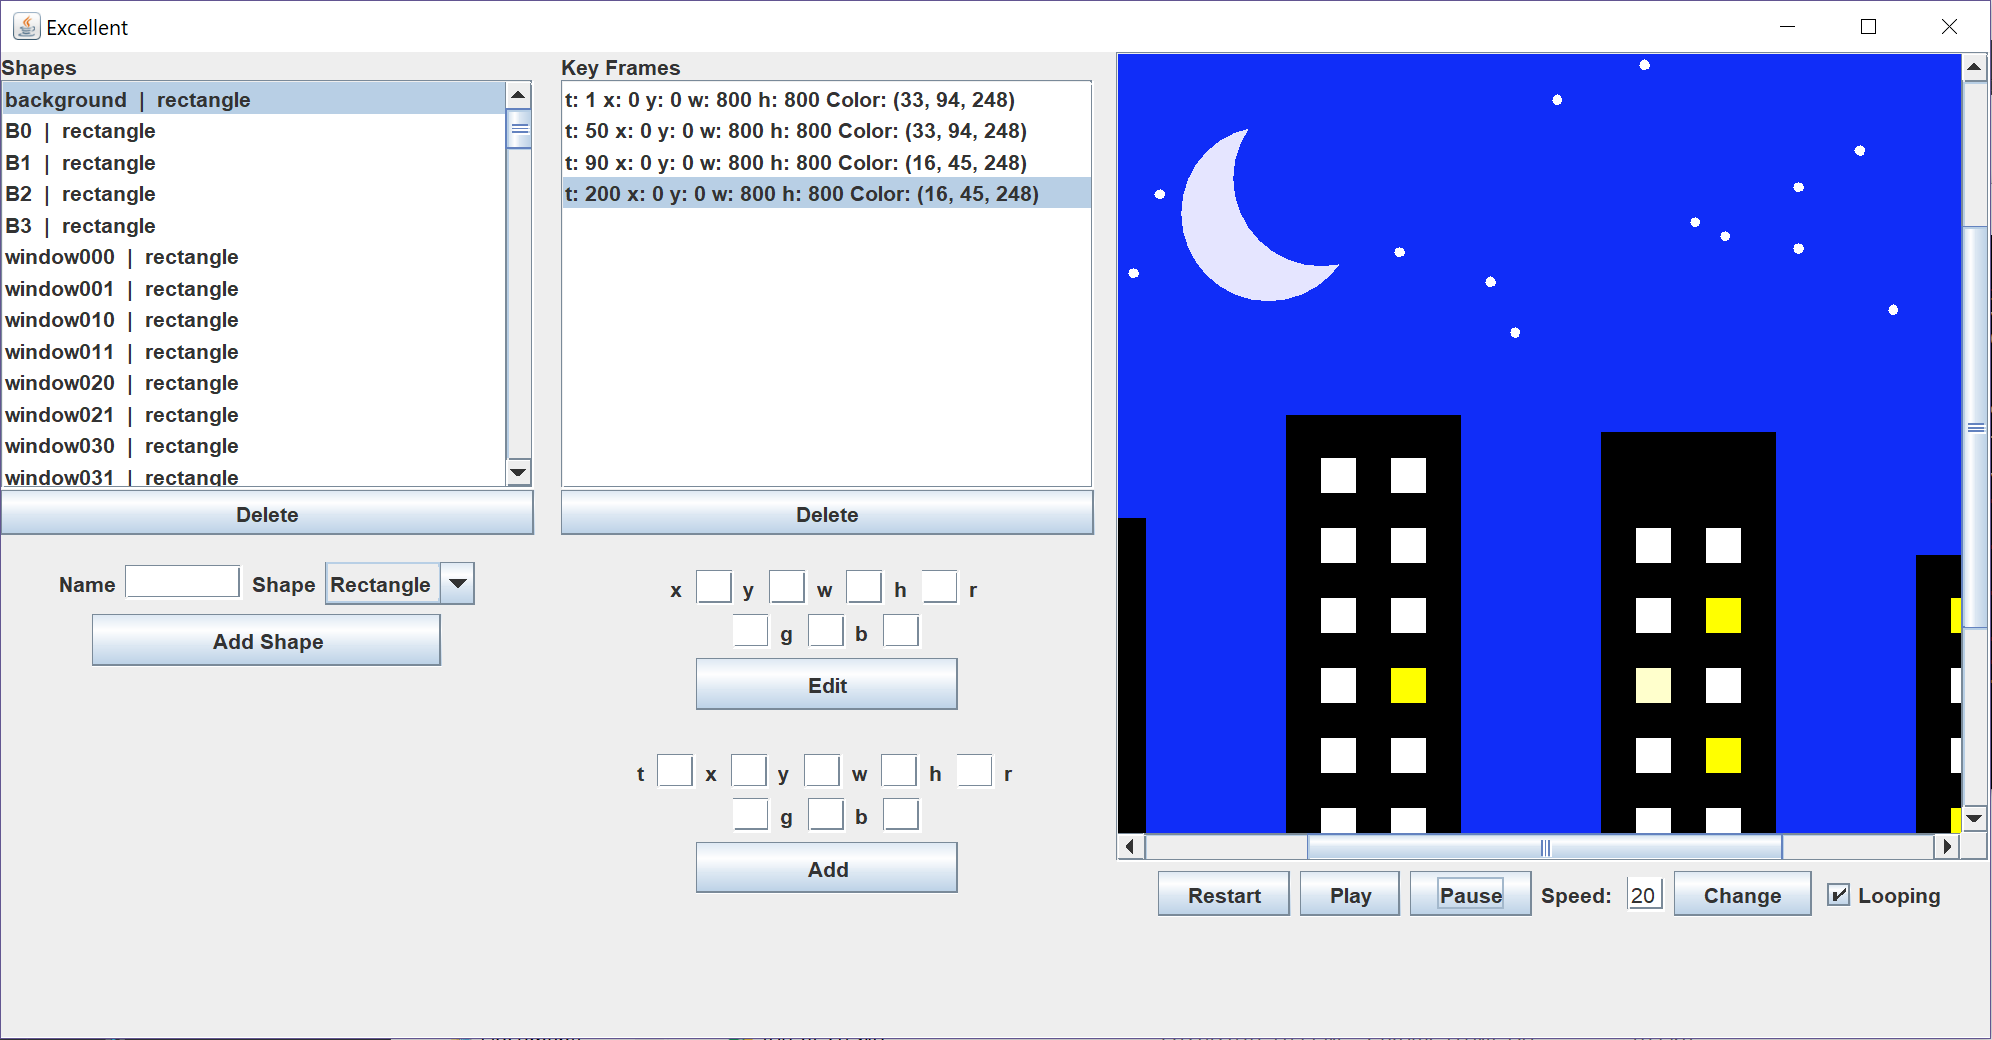 Excellent
Shapes
background | rectangle
B0 | rectangle
B1 | rectangle
B2 | rectangle
B3 | rectangle
window000 | rectangle
window001 | rectangle
window010 | rectangle
window011 | rectangle
window020 | rectangle
window021 | rectangle
window030 | rectangle
window031 | rectangle
Delete
Name Shape Rectangle
Add Shape
Key Frames
t: 1 x: 0 y: 0 w: 800 h: 800 Color: (33, 94, 248)
t: 50 x: 0 y: 0 w: 800 h: 800 Color: (33, 94, 248)
t: 90 x: 0 y: 0 w: 800 h: 800 Color: (16, 45, 248)
t: 200 x: 0 y: 0 w: 800 h: 800 Color: (16, 45, 248)
Delete
x y w h r
g b
Edit
t x y w h r
g b
Add
Restart Play Pause Speed: 20 Change Looping